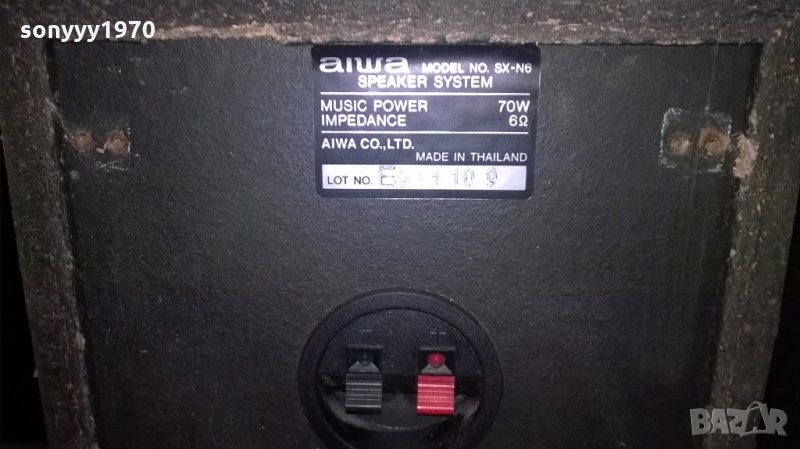 sonyyy1970
aiwa MODEL NO. SX-N6
SPEAKER SYSTEM
MUSIC POWER 70W
IMPEDANCE 6Ω
AIWA CO.,LTD.
MADE IN THAILAND
LOT NO.
- +
BAZAR